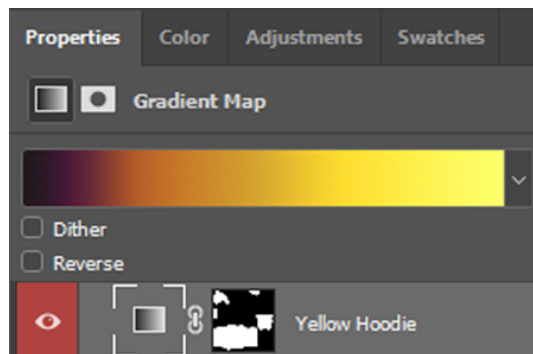 Properties Color Adjustments Swatches
Gradient Map
Dither
Reverse
Yellow Hoodie